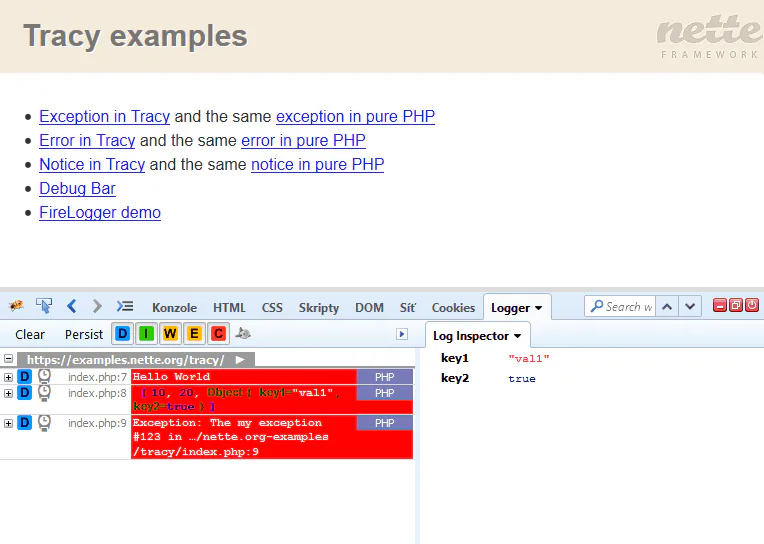 Tracy examples
nette
FRAMEWORK
Exception in Tracy and the same exception in pure PHP
Error in Tracy and the same error in pure PHP
Notice in Tracy and the same notice in pure PHP
Debug Bar
FireLogger demo
Konzole HTML CSS Skripty DOM Síť Cookies Logger Search w
Clear Persist D I W E C
Log Inspector
https://examples.nette.org/tracy/
key1 "val1"
key2 true
D index.php:7 Hello World PHP
D index.php:8 [ 10, 20, Object { key1="val1", PHP
key2=true } ]
D index.php:9 Exception: The my exception PHP
#123 in …/nette.org-examples
/tracy/index.php:9